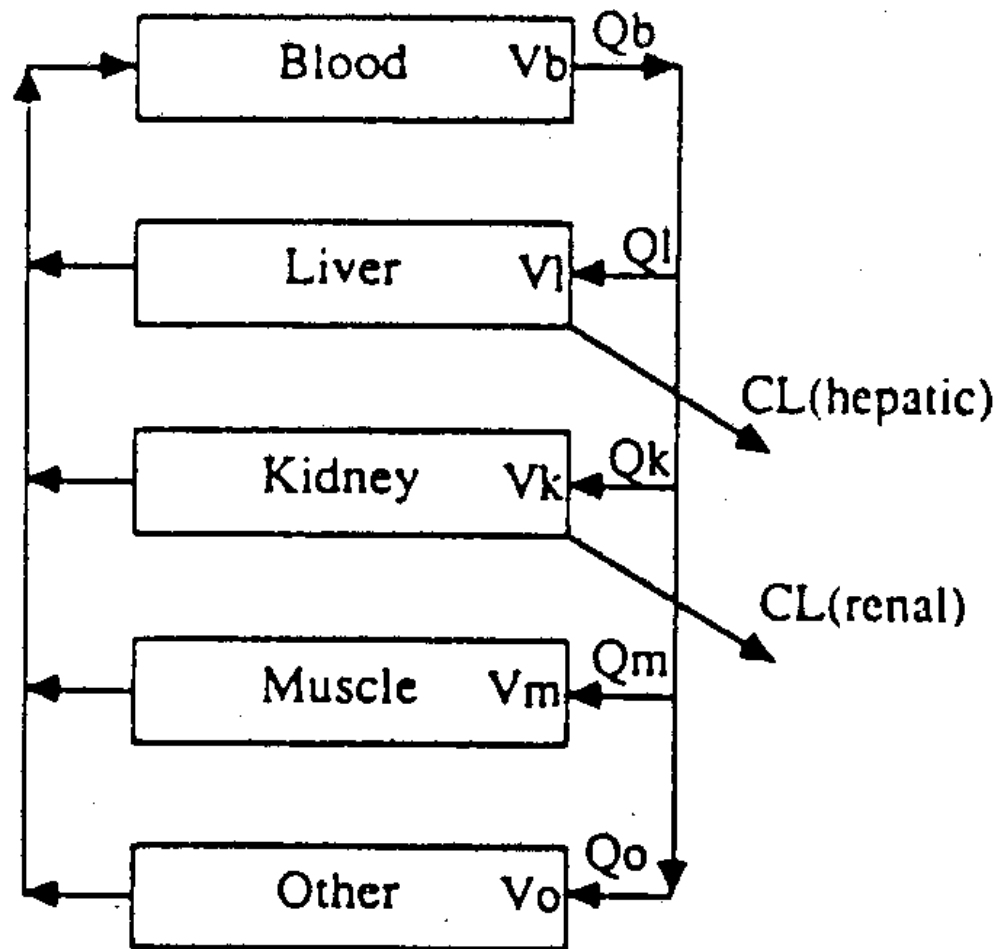 Qb
Blood Vb
Ql
Liver Vl
CL(hepatic)
Qk
Kidney Vk
CL(renal)
Qm
Muscle Vm
Qo
Other Vo